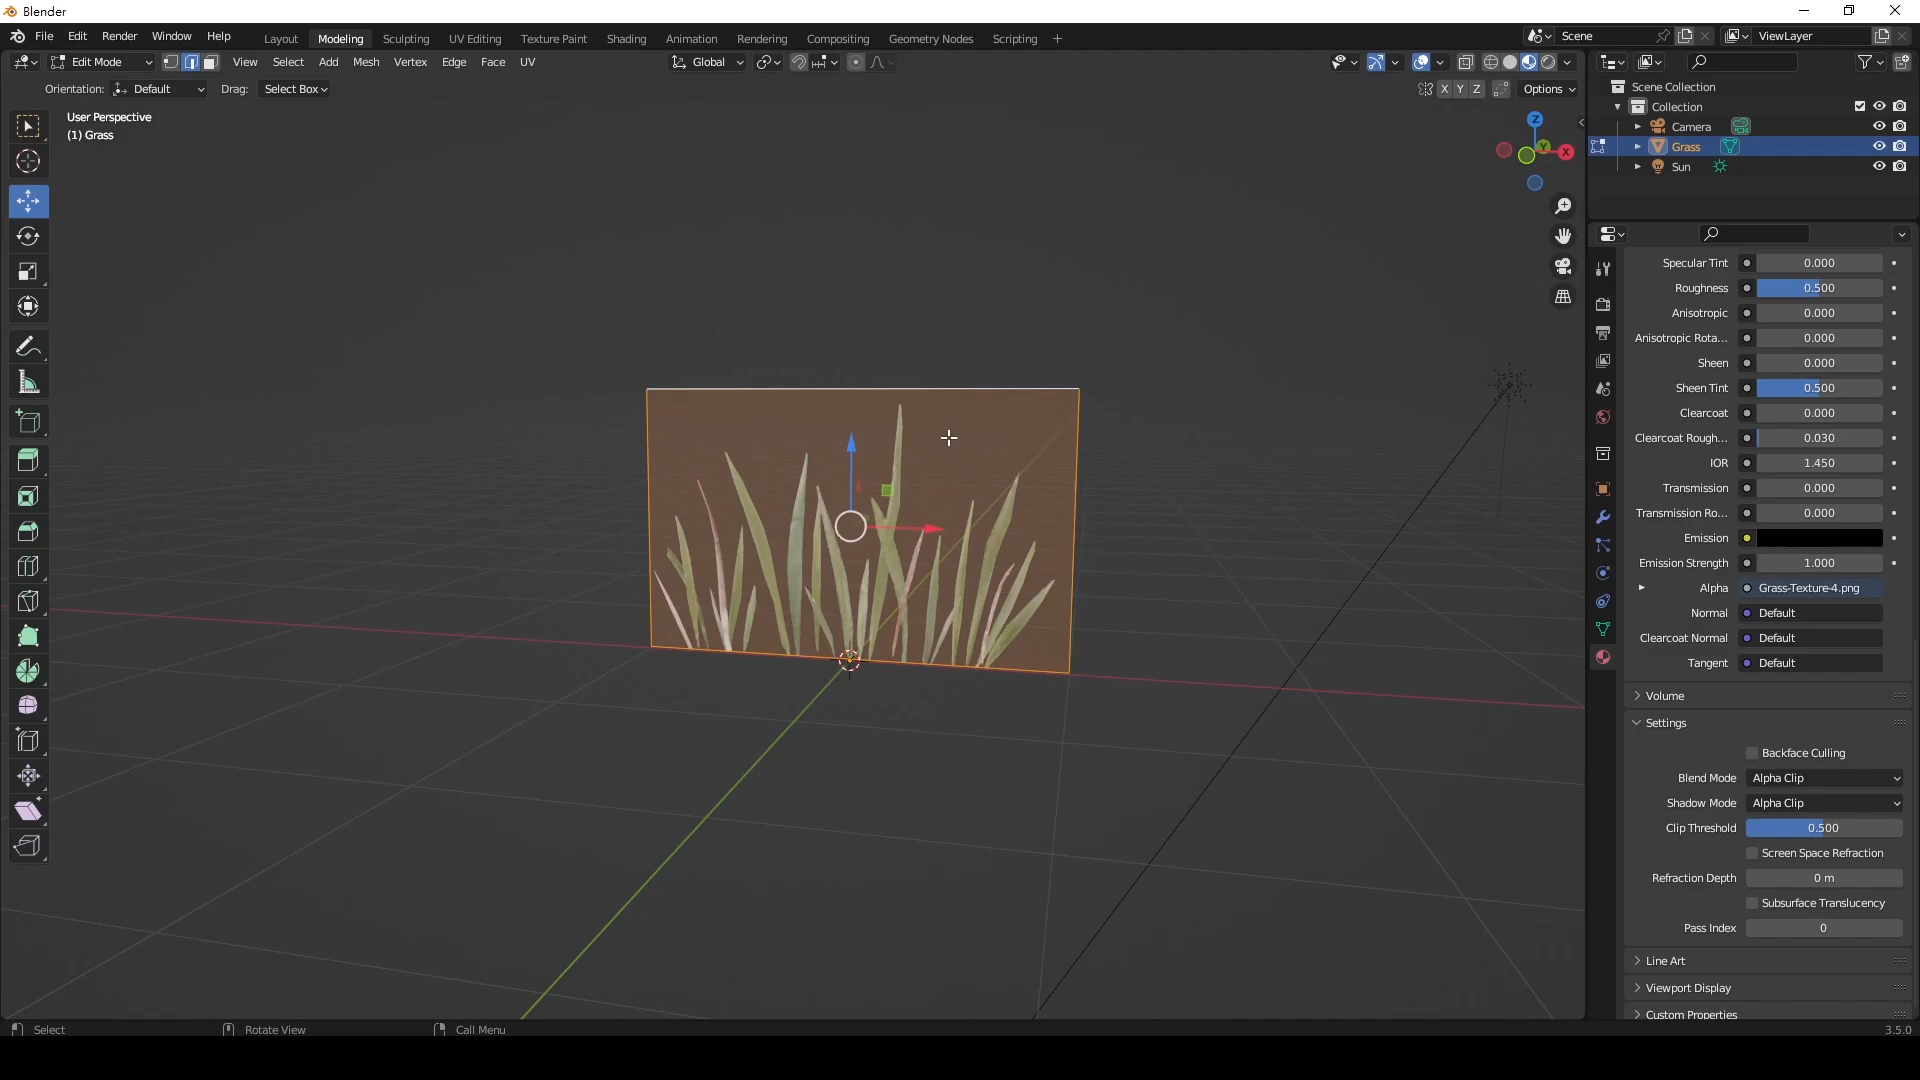 Blender
File Edit Render Window Help Layout Modeling Sculpting UV Editing Texture Paint Shading Animation Rendering Compositing Geometry Nodes Scripting + Scene ViewLayer
Edit Mode View Select Add Mesh Vertex Edge Face UV Global
Orientation: Default Drag: Select Box X Y Z Options
User Perspective
(1) Grass
Z
Y
X
Scene Collection
Collection
Camera
Grass
Sun
Specular Tint 0.000
Roughness 0.500
Anisotropic 0.000
Anisotropic Rota... 0.000
Sheen 0.000
Sheen Tint 0.500
Clearcoat 0.000
Clearcoat Rough... 0.030
IOR 1.450
Transmission 0.000
Transmission Ro... 0.000
Emission
Emission Strength 1.000
Alpha Grass-Texture-4.png
Normal Default
Clearcoat Normal Default
Tangent Default
Volume
Settings
Backface Culling
Blend Mode Alpha Clip
Shadow Mode Alpha Clip
Clip Threshold 0.500
Screen Space Refraction
Refraction Depth 0 m
Subsurface Translucency
Pass Index 0
Line Art
Viewport Display
Custom Properties
Select Rotate View Call Menu 3.5.0